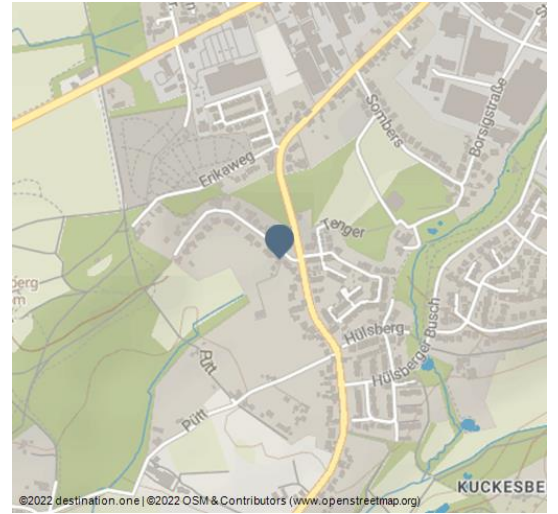 Sombers
Borsigstraße
Erikaweg
Tenger
berg
Hülsberg
Hülsberger Busch
Pütt
Pütt
KUCKESBE
©2022 destination.one | ©2022 OSM & Contributors (www.openstreetmap.org)